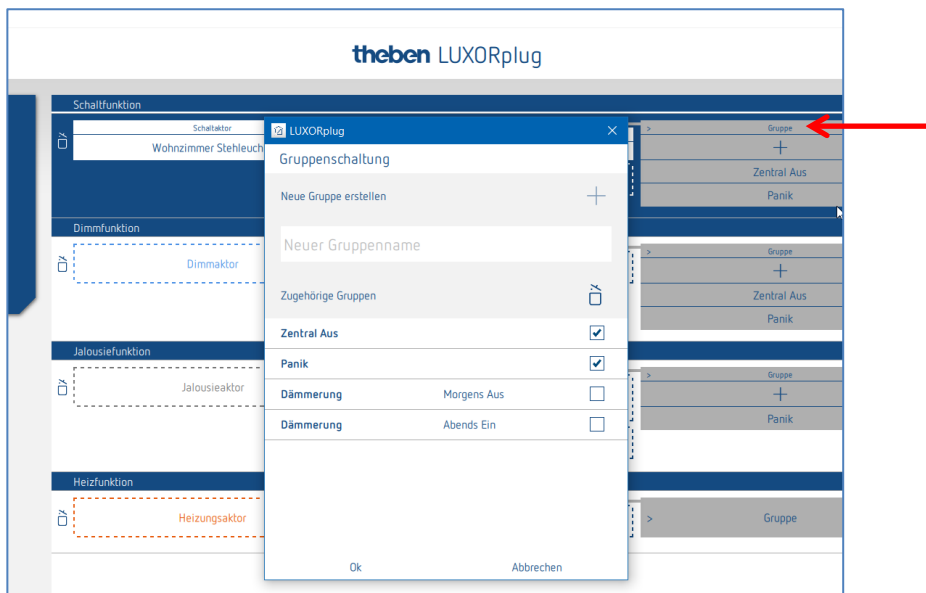 theben LUXORplug
Schaltfunktion
Schaltaktor
Wohnzimmer Stehleuch
> Gruppe
+
Zentral Aus
Panik
LUXORplug
Gruppenschaltung
Neue Gruppe erstellen
Neuer Gruppenname
Zugehörige Gruppen
Zentral Aus
Panik
Dämmerung Morgens Aus
Dämmerung Abends Ein
Ok Abbrechen
Dimmfunktion
Dimmaktor
> Gruppe
+
Zentral Aus
Panik
Jalousiefunktion
Jalousieaktor
> Gruppe
+
Panik
Heizfunktion
Heizungsaktor
> Gruppe